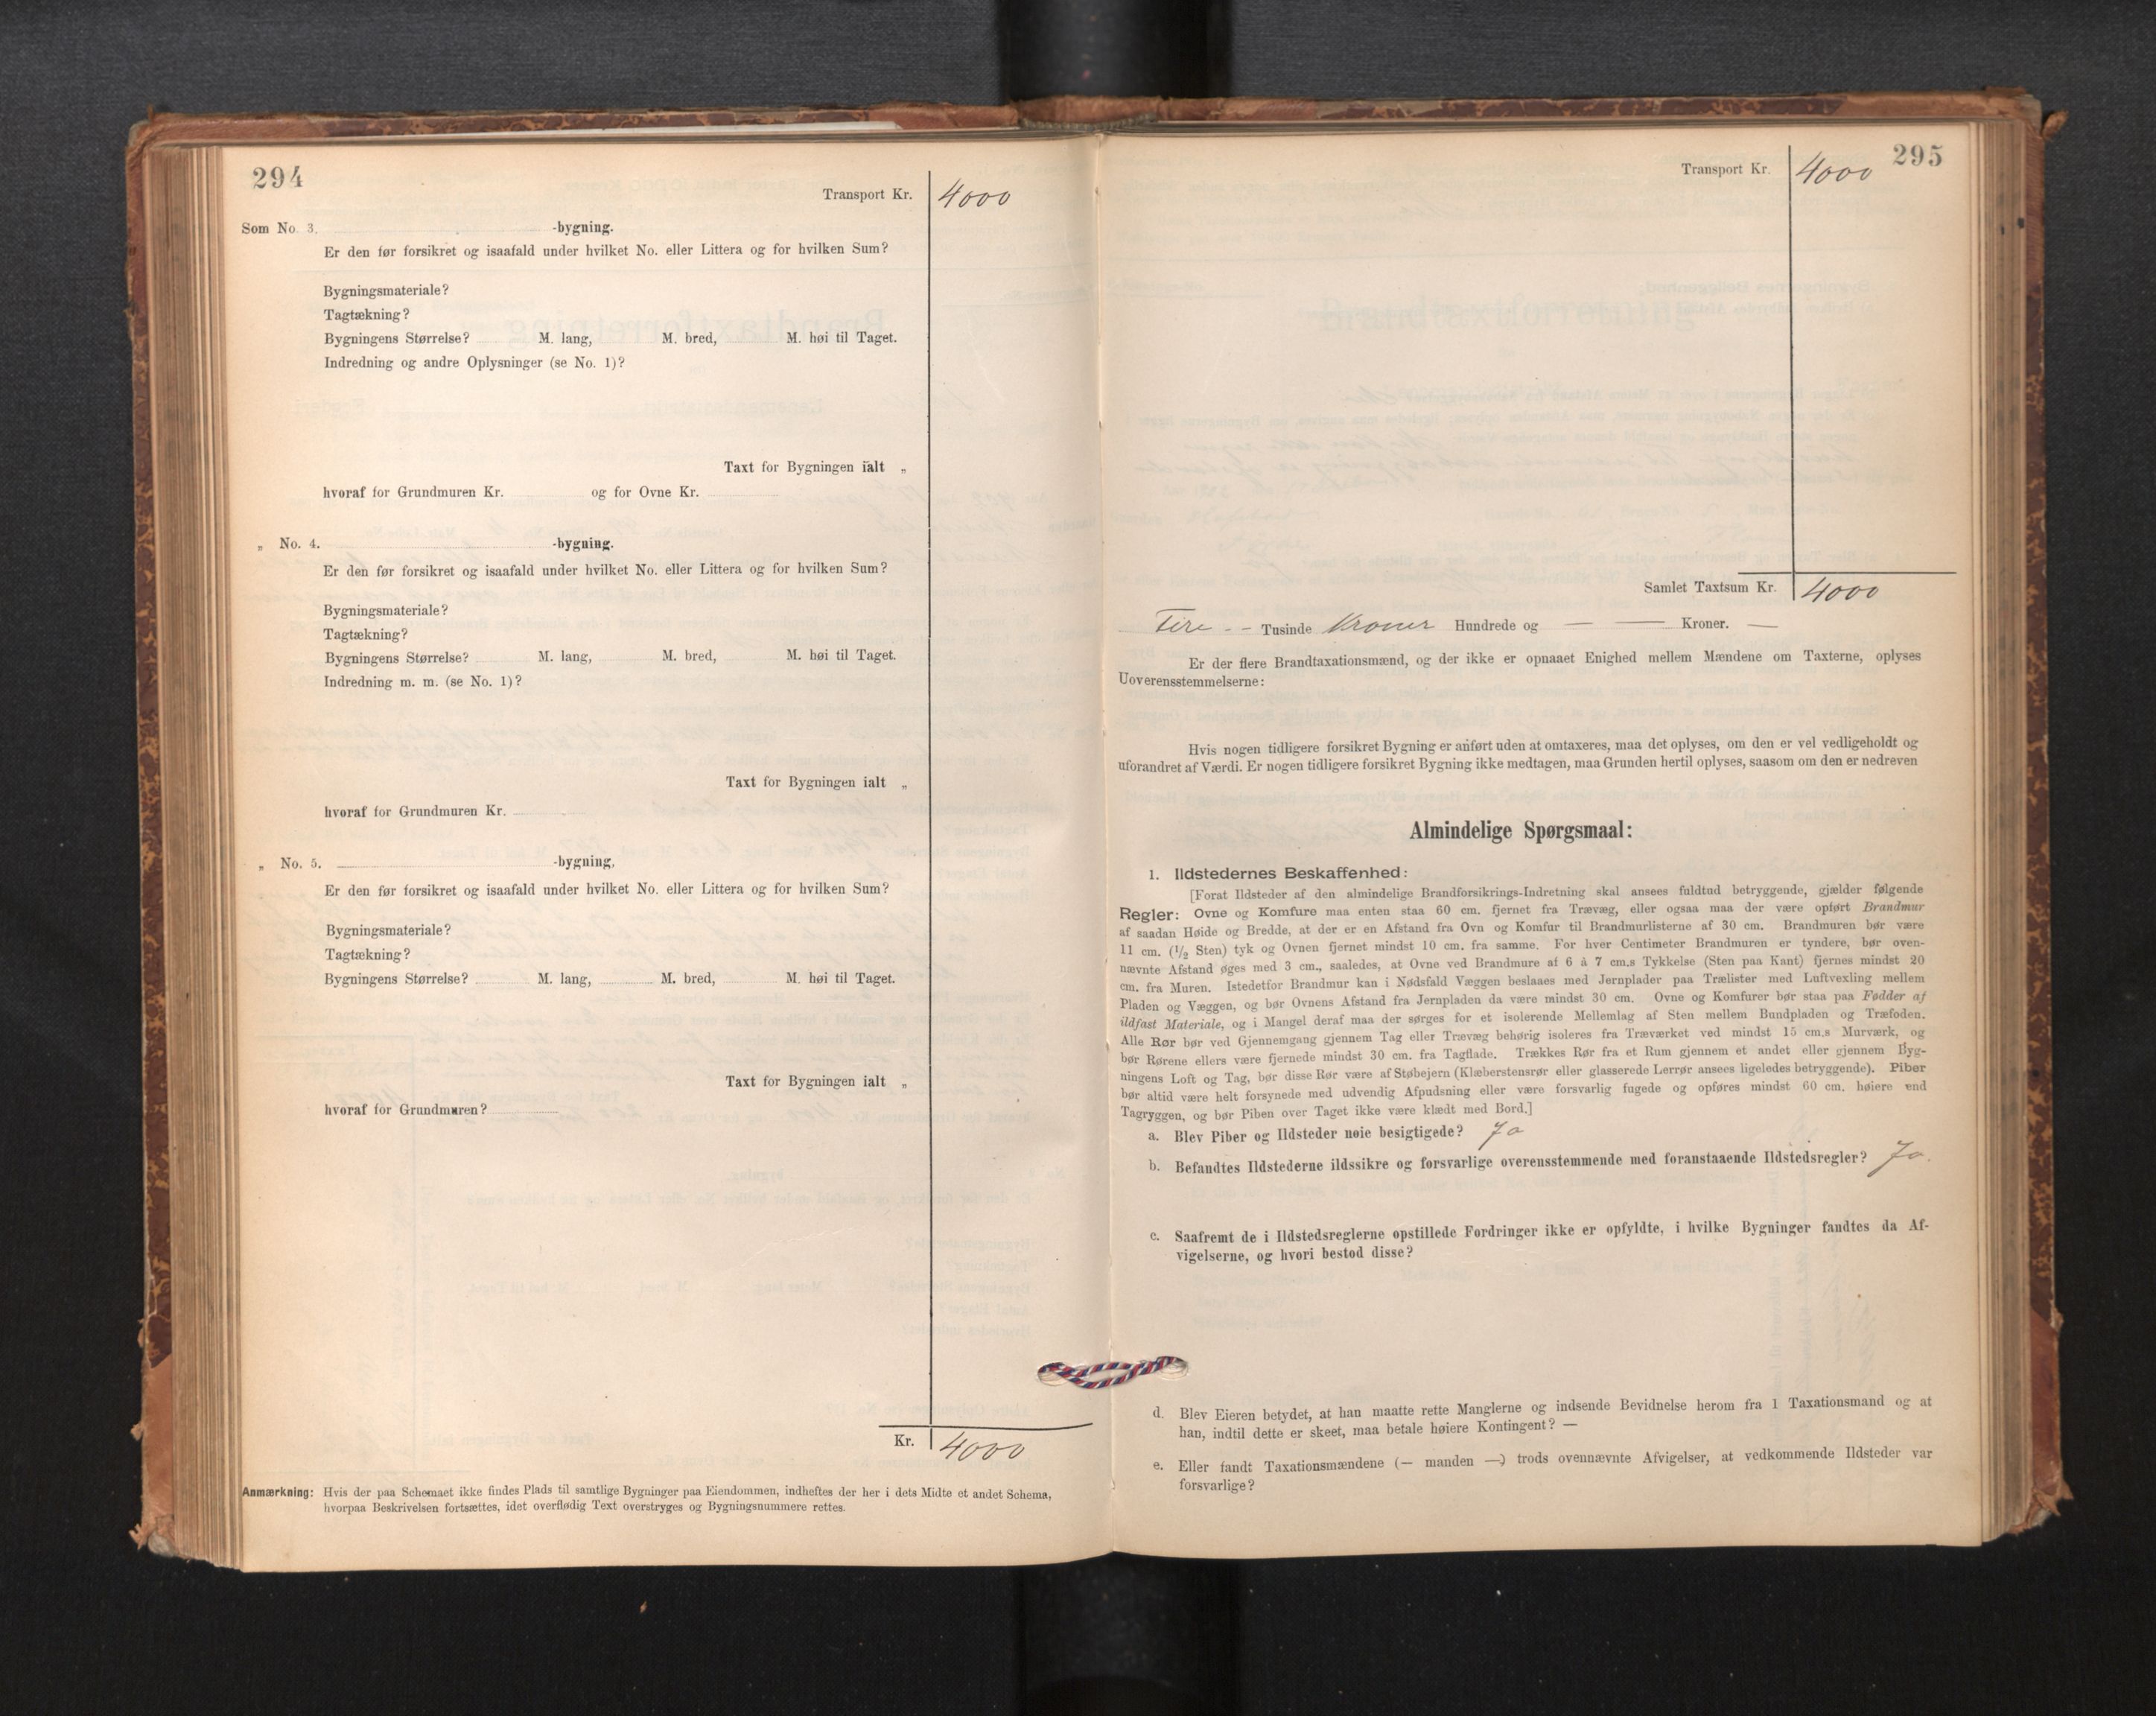 294
Transport Kr. 4000
Som No. 3. -bygning.
Er den før forsikret og isaafald under hvilket No. eller Littera og for hvilken Sum?
Bygningsmateriale?
Tagtækning?
Bygningens Størrelse? M. lang, M. bred, M. høi til Taget.
Indredning og andre Oplysninger (se No. 1)?
Taxt for Bygningen ialt „
hvoraf for Grundmuren Kr. og for Ovne Kr.
„ No. 4. -bygning.
Er den før forsikret og isaafald under hvilket No. eller Littera og for hvilken Sum?
Bygningsmateriale?
Tagtækning?
Bygningens Størrelse? M. lang, M. bred, M. høi til Taget.
Indredning m. m. (se No. 1)?
Taxt for Bygningen ialt „
hvoraf for Grundmuren Kr.
„ No. 5. -bygning,
Er den før forsikret og isaafald under hvilket No. eller Littera og for hvilken Sum?
Bygningsmateriale?
Tagtækning?
Bygningens Størrelse? M. lang, M. bred, M. høi til Taget.
Taxt for Bygningen ialt „
hvoraf for Grundmuren?
Kr. 4000
Anmærkning: Hvis der paa Schemaet ikke findes Plads til samtlige Bygninger paa Eiendommen, indheftes der her i dets Midte et andet Schema,
hvorpaa Beskrivelsen fortsættes, idet overflødig Text overstryges og Bygningsnummere rettes.
295
Transport Kr. 4000
Samlet Taxtsum Kr. 4000
Fire - - Tusinde Kroner Hundrede og — — Kroner. —
Er der flere Brandtaxationsmænd, og der ikke er opnaaet Enighed mellem Mændene om Taxterne, oplyses
Uoverensstemmelserne:
Hvis nogen tidligere forsikret Bygning er anført uden at omtaxeres, maa det oplyses, om den er vel vedligeholdt og
uforandret af Værdi. Er nogen tidligere forsikret Bygning ikke medtagen, maa Grunden hertil oplyses, saasom om den er nedreven
Almindelige Spørgsmaal:
1. Ildstedernes Beskaffenhed:
[Forat Ildsteder af den almindelige Brandforsikrings-Indretning skal ansees fuldtud betryggende, gjælder følgende
Regler: Ovne og Komfure maa enten staa 60 cm. fjernet fra Trævæg, eller ogsaa maa der være opført Brandmur
af saadan Høide og Bredde, at der er en Afstand fra Ovn og Komfur til Brandmurlisterne af 30 cm. Brandmuren bør være
11 cm. (1/2 Sten) tyk og Ovnen fjernet mindst 10 cm. fra samme. For hver Centimeter Brandmuren er tyndere, bør oven-
nævnte Afstand øges med 3 cm., saaledes, at Ovne ved Brandmure af 6 à 7 cm.s Tykkelse (Sten paa Kant) fjernes mindst 20
cm. fra Muren. Istedetfor Brandmur kan i Nødsfald Væggen beslaaes med Jernplader paa Trælister med Luftvexling mellem
Pladen og Væggen, og bør Ovnens Afstand fra Jernpladen da være mindst 30 cm. Ovne og Komfurer bør staa paa Fødder af
ildfast Materiale, og i Mangel deraf maa der sørges for et isolerende Mellemlag af Sten mellem Bundpladen og Træfoden.
Alle Rør bør ved Gjennemgang gjennem Tag eller Trævæg behørig isoleres fra Træværket ved mindst 15 cm.s Murværk, og
bør Rørene ellers være fjernede mindst 30 cm. fra Tagflade. Trækkes Rør fra et Rum gjennem et andet eller gjennem Byg-
ningens Loft og Tag, bør disse Rør være af Støbejern (Klæberstensrør eller glasserede Lerrør ansees ligeledes betryggende). Piber
bør altid være helt forsynede med udvendig Afpudsning eller være forsvarlig fugede og opføres mindst 60 cm. høiere end
Tagryggen, og bør Piben over Taget ikke være klædt med Bord.]
a. Blev Piber og Ildsteder nøie besigtigede? Ja
b. Befandtes Ildstederne ildssikre og forsvarlige overensstemmende med foranstaaende Ildstedsregler? Ja.
c. Saafremt de i Ildstedsreglerne opstillede Fordringer ikke er opfyldte, i hvilke Bygninger fandtes da Af-
vigelserne, og hvori bestod disse?
d. Blev Eieren betydet, at han maatte rette Manglerne og indsende Bevidnelse herom fra 1 Taxationsmand og at
han, indtil dette er skeet, maa betale høiere Kontingent? —
e. Eller fandt Taxationsmændene (— manden —) trods ovennævnte Afvigelser, at vedkommende Ildsteder var
forsvarlige?